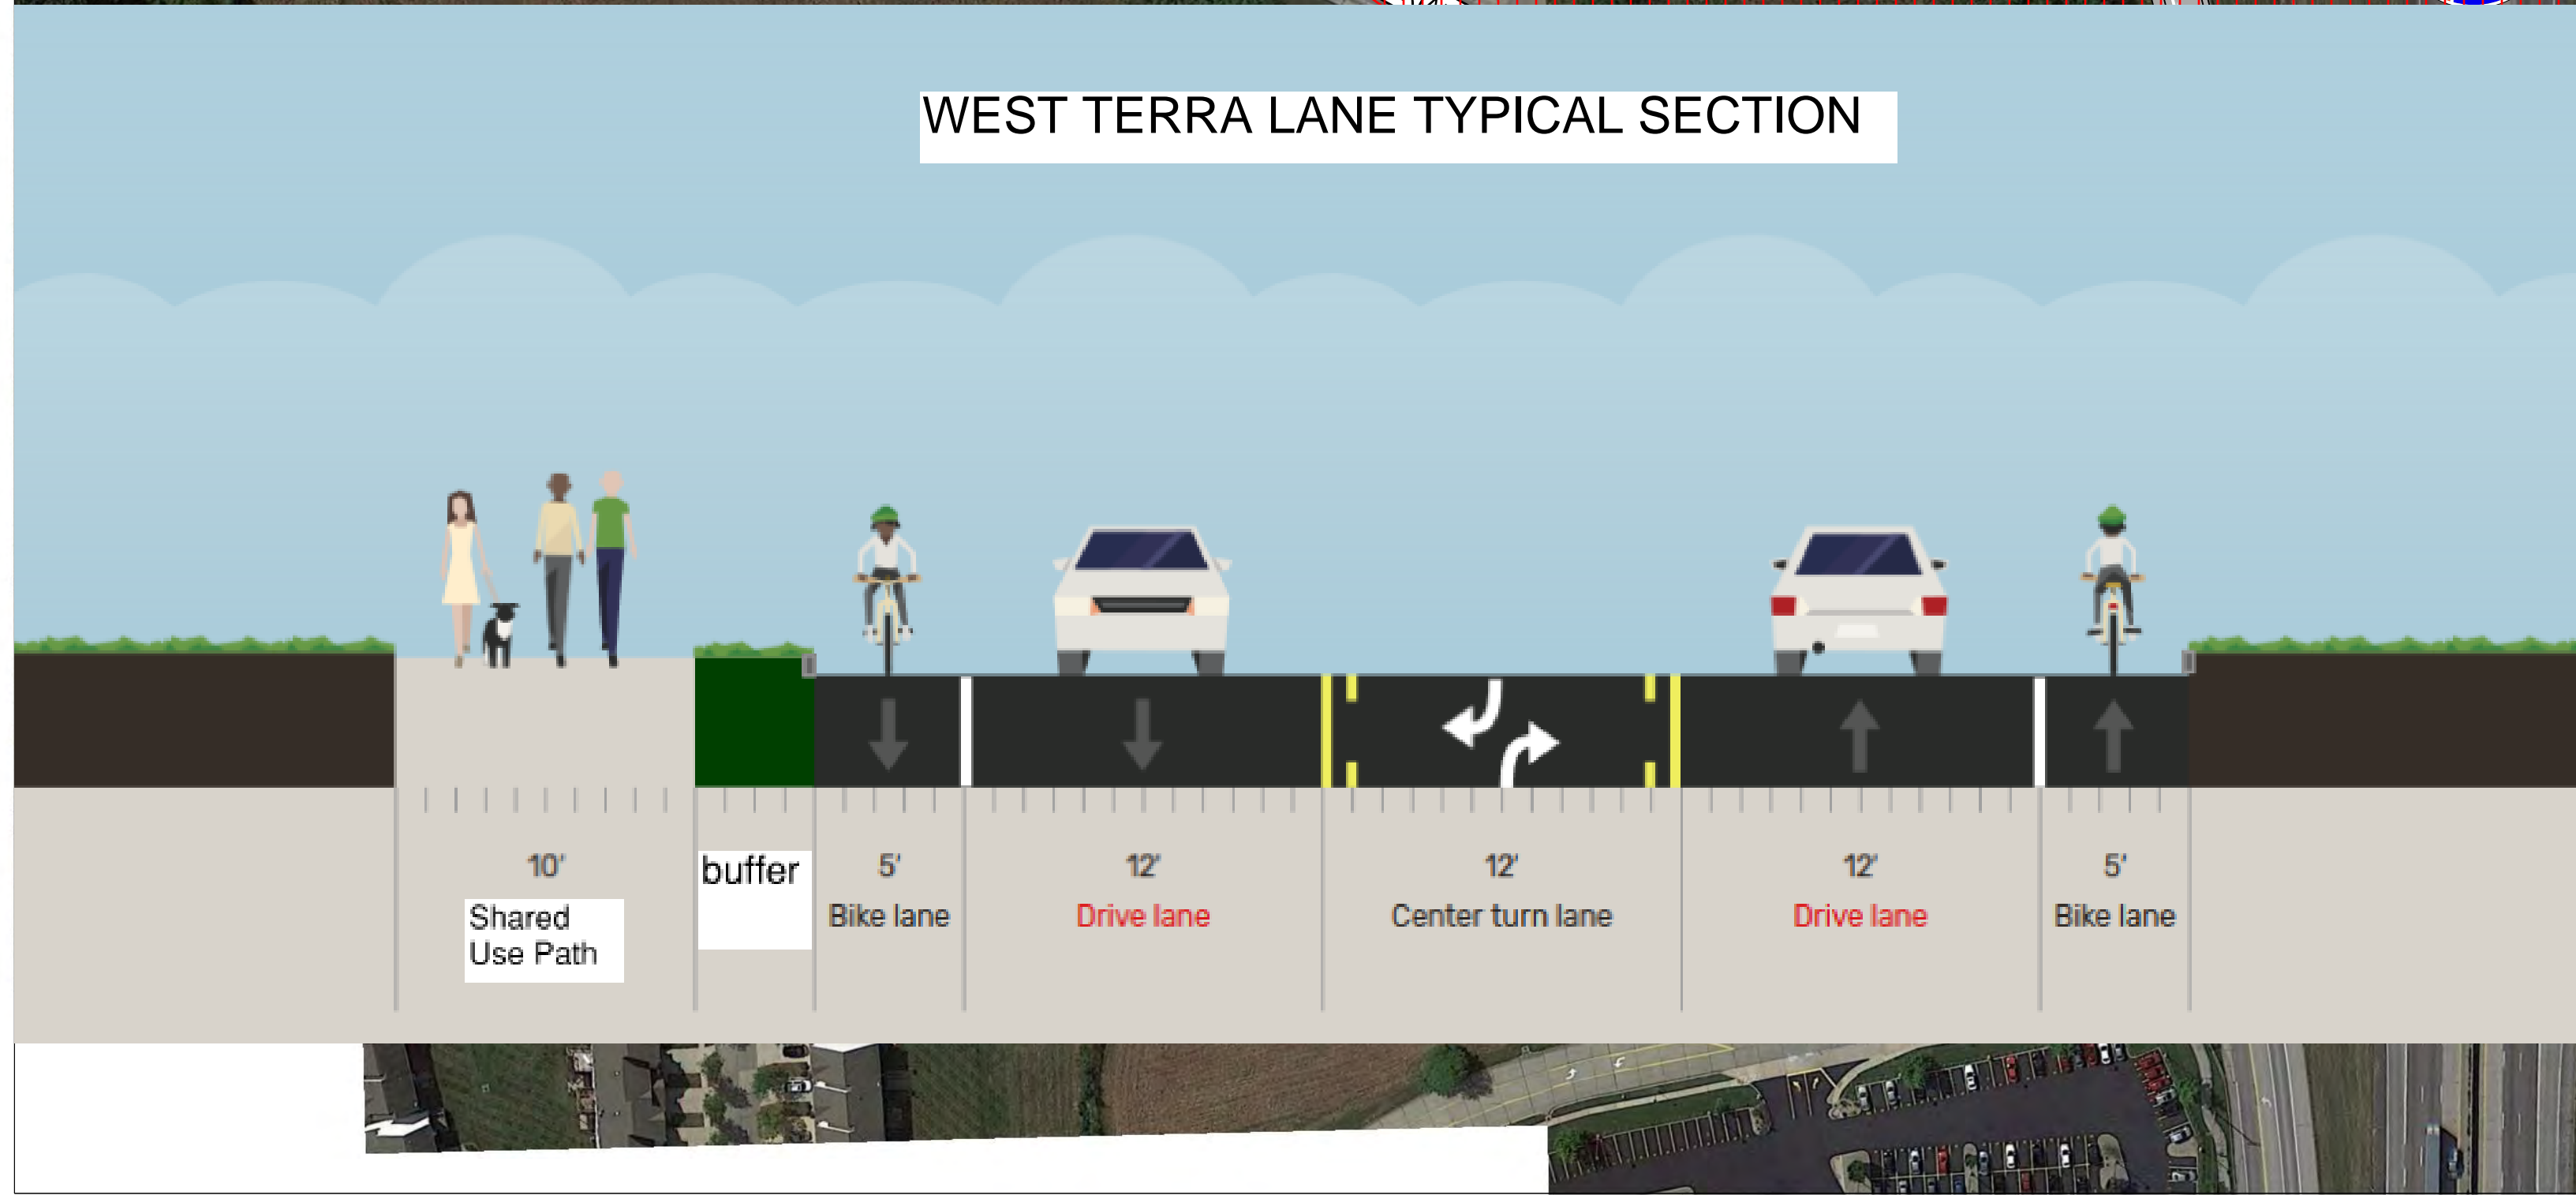 WEST TERRA LANE TYPICAL SECTION
10'
Shared
Use Path
buffer
5'
Bike lane
12'
Drive lane
12'
Center turn lane
12'
Drive lane
5'
Bike lane